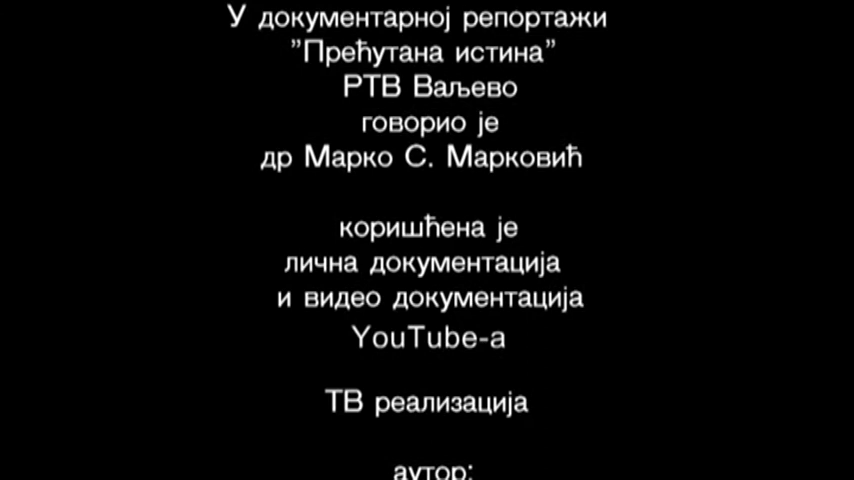 У документарној репортажи
”Прећутана истина”
РТВ Ваљево
говорио је
др Марко С. Марковић
коришћена је
лична документација
и видео документација
YouTube-а
ТВ реализација
аутор: